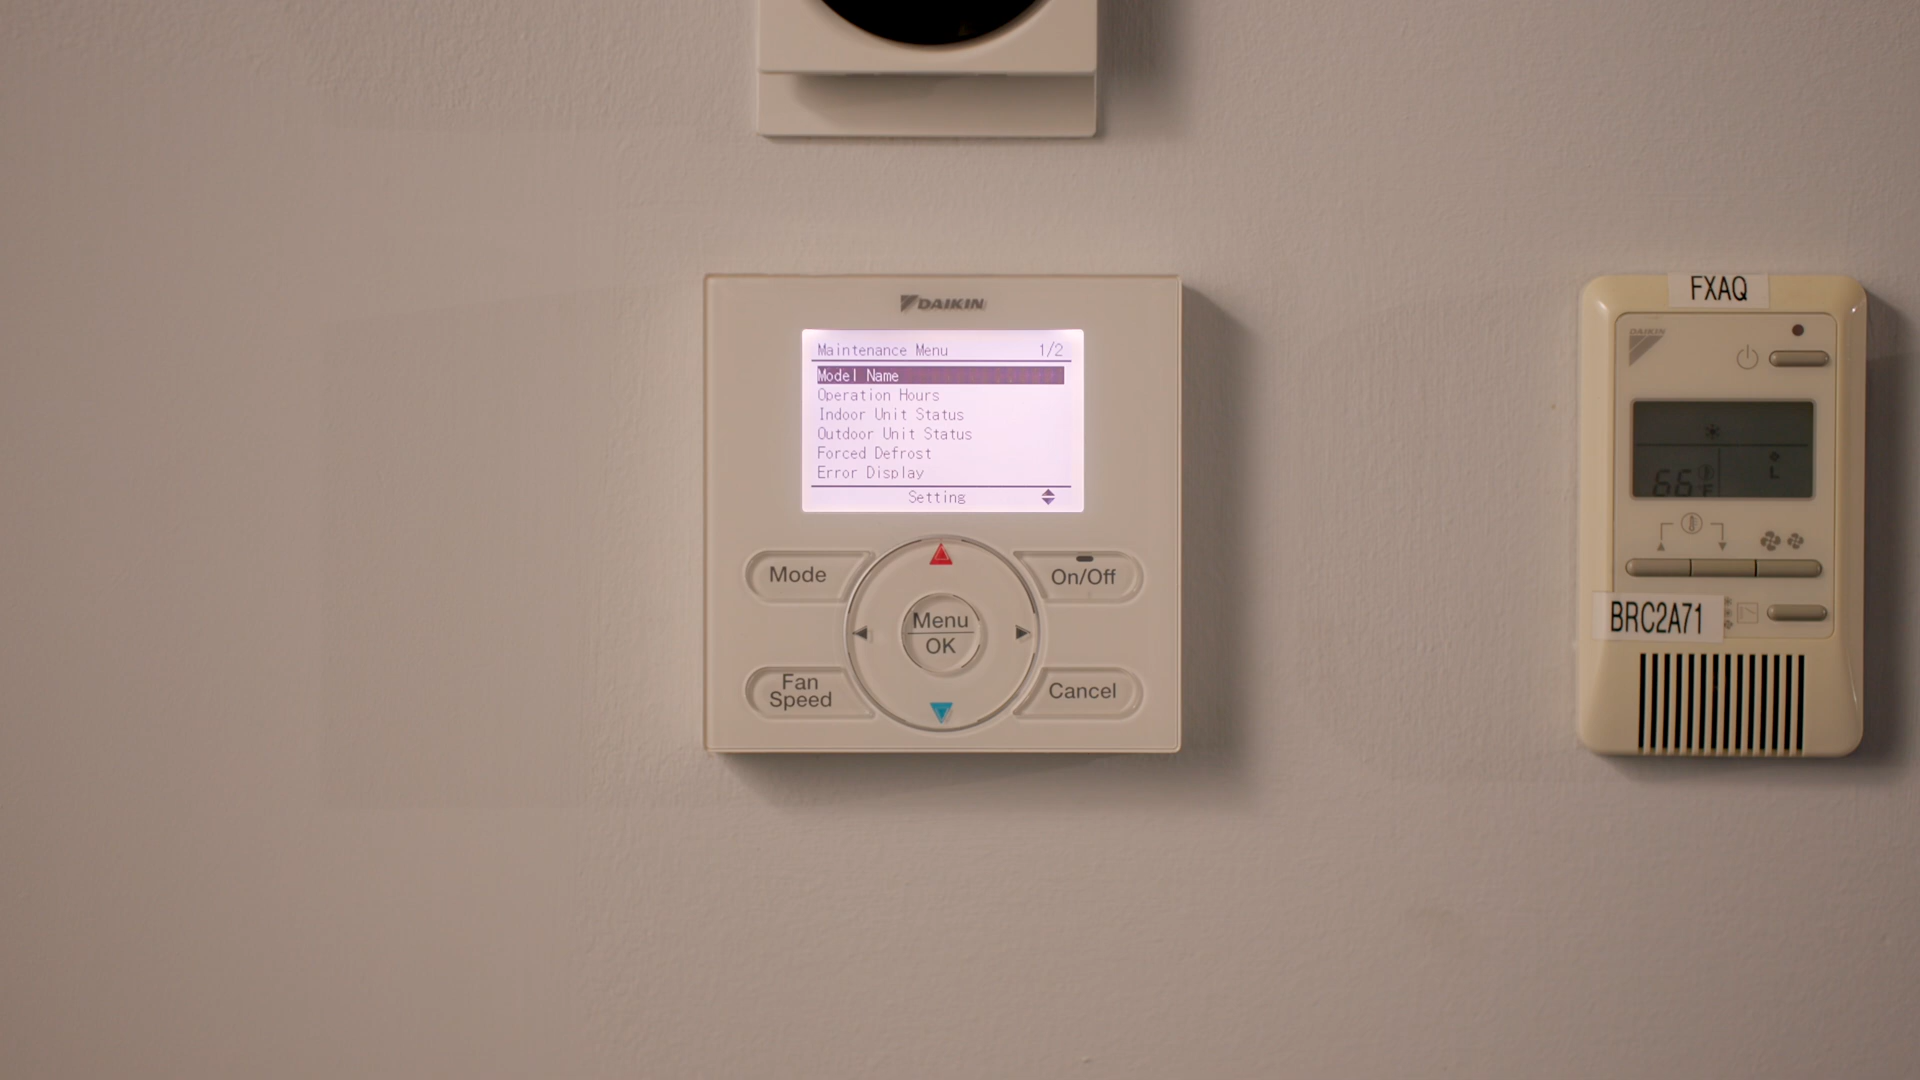 DAIKIN
Maintenance Menu 1/2
Model Name
Operation Hours
Indoor Unit Status
Outdoor Unit Status
Forced Defrost
Error Display
Setting
Mode
On/Off
Menu
OK
Fan
Speed
Cancel
FXAQ
DAIKIN
66 °F
L
BRC2A71